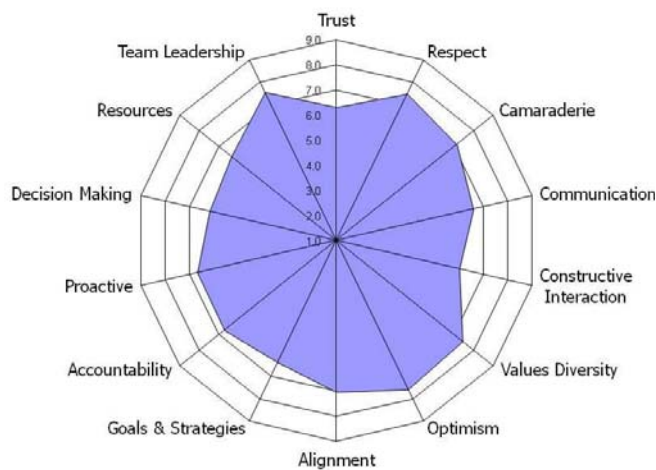 Trust
9.0
Team Leadership
Respect
8.0
7.0
Resources
Camaraderie
6.0
5.0
4.0
Decision Making
Communication
3.0
2.0
1.0
Proactive
Constructive
Interaction
Accountability
Values Diversity
Goals & Strategies
Optimism
Alignment